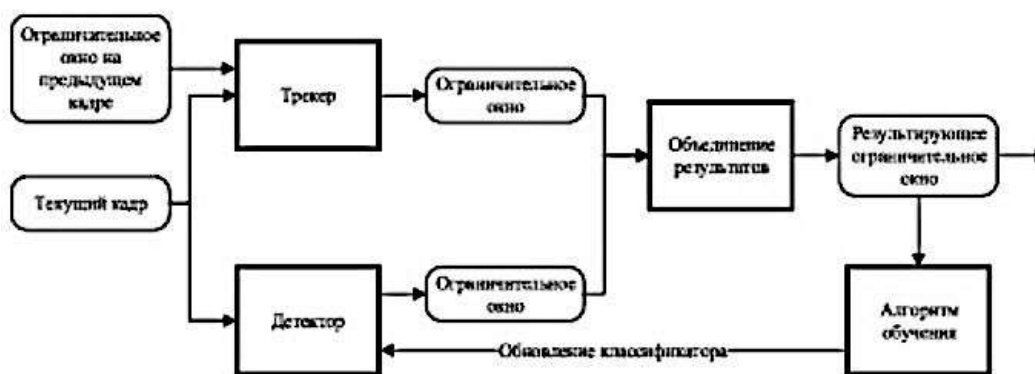 Ограничительное
окно на
предыдущем
кадре
Трекер
Ограничительное
окно
Объединение
результатов
Результирующее
ограничительное
окно
Текущий кадр
Детектор
Ограничительное
окно
Алгоритм
обучения
Обновление классификатора